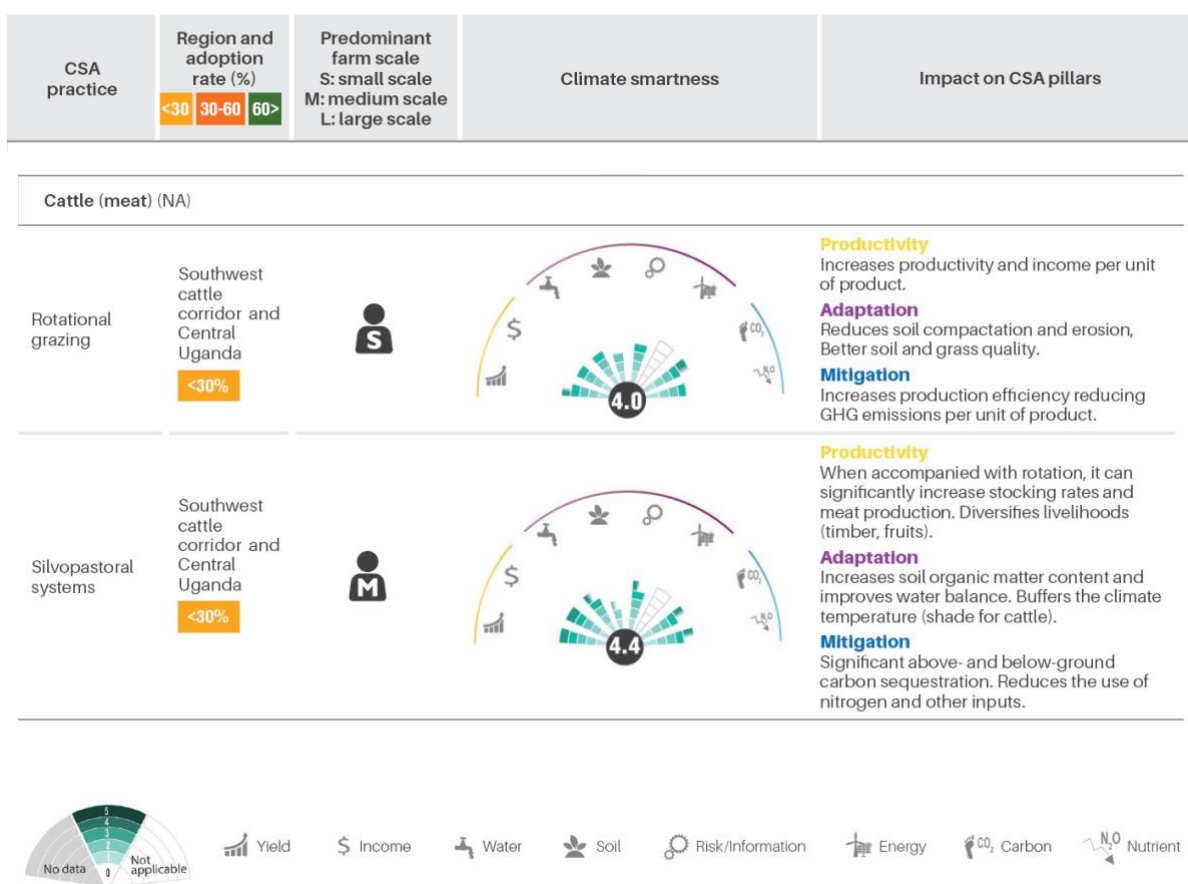 CSA
practice
Region and
adoption
rate (%)
<30 30-60 60>
Predominant
farm scale
S: small scale
M: medium scale
L: large scale
Climate smartness
Impact on CSA pillars
Cattle (meat) (NA)
Rotational
grazing
Southwest
cattle
corridor and
Central
Uganda
<30%
S
$
CO₂
N₂O
4.0
Productivity
Increases productivity and income per unit
of product.
Adaptation
Reduces soil compactation and erosion,
Better soil and grass quality.
Mitigation
Increases production efficiency reducing
GHG emissions per unit of product.
Silvopastoral
systems
Southwest
cattle
corridor and
Central
Uganda
<30%
M
$
CO₂
N₂O
4.4
Productivity
When accompanied with rotation, it can
significantly increase stocking rates and
meat production. Diversifies livelihoods
(timber, fruits).
Adaptation
Increases soil organic matter content and
improves water balance. Buffers the climate
temperature (shade for cattle).
Mitigation
Significant above- and below-ground
carbon sequestration. Reduces the use of
nitrogen and other inputs.
5
4
3
2
1
0
No data
Not
applicable
Yield
$ Income
Water
Soil
Risk/Information
Energy
CO₂ Carbon
N₂O Nutrient